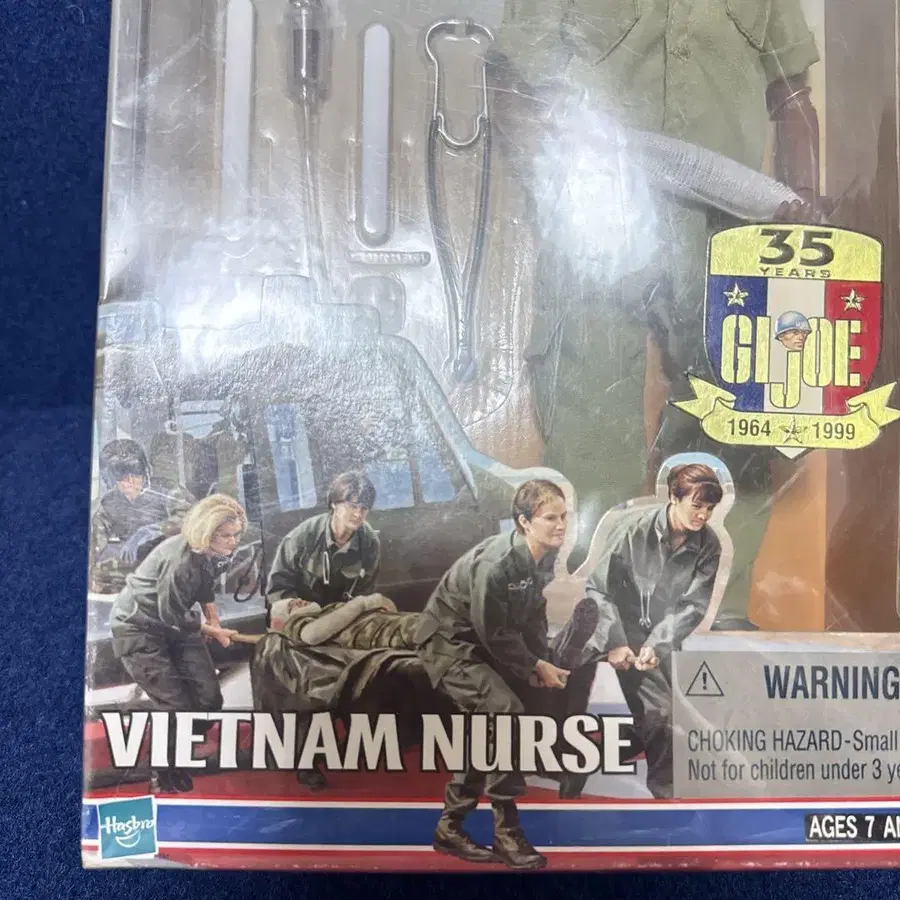 35
YEARS
GIJOE
1964 1999
WARNING
CHOKING HAZARD-Small
Not for children under 3 ye
VIETNAM NURSE
Hasbro
AGES 7 A